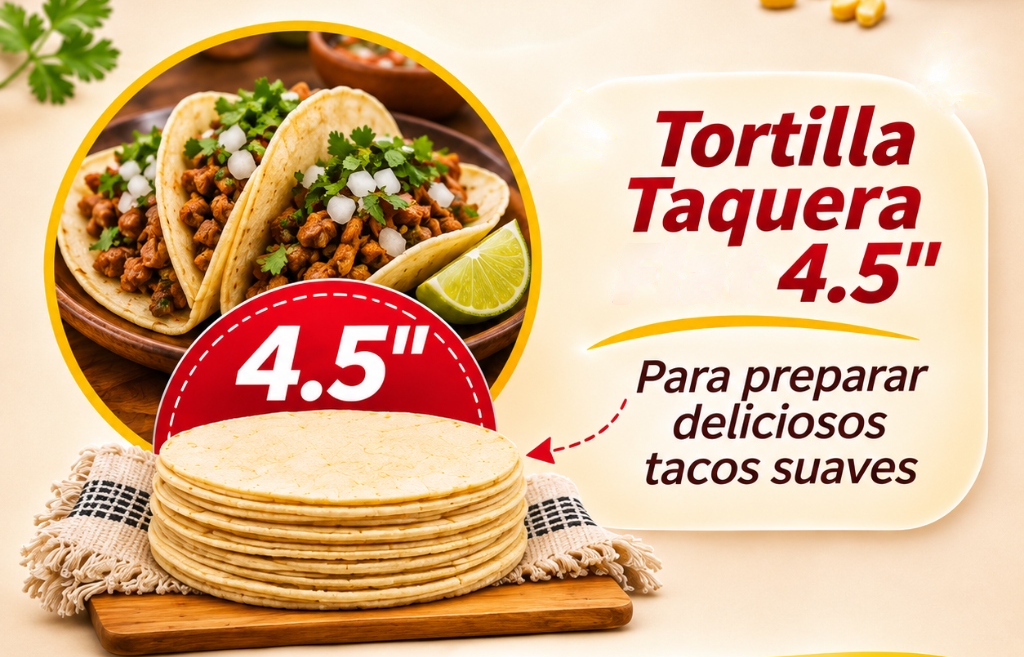 Tortilla
Taquera
4.5"
4.5"
Para preparar
deliciosos
tacos suaves